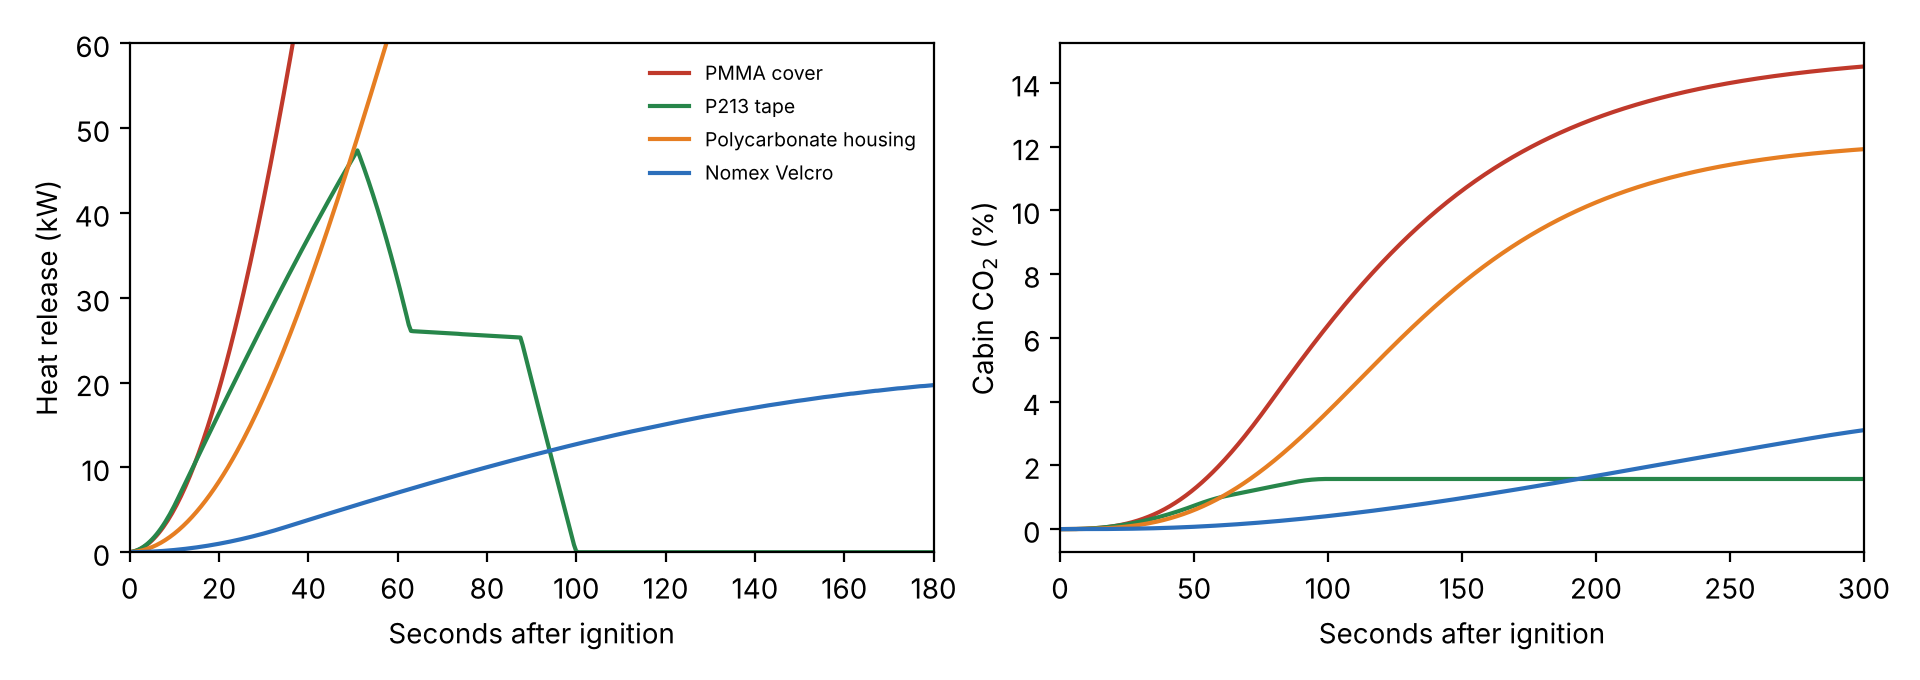 Heat release (kW)
60
50
40
30
20
10
0
0 20 40 60 80 100 120 140 160 180
Seconds after ignition
PMMA cover
P213 tape
Polycarbonate housing
Nomex Velcro
Cabin CO₂ (%)
14
12
10
8
6
4
2
0
0 50 100 150 200 250 300
Seconds after ignition